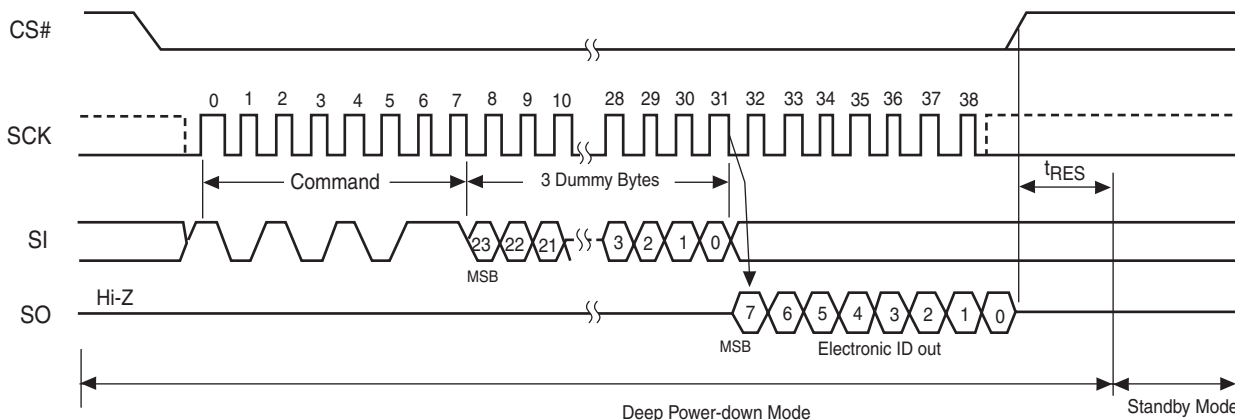 CS#
0 1 2 3 4 5 6 7 8 9 10 28 29 30 31 32 33 34 35 36 37 38
SCK
Command
3 Dummy Bytes
tRES
SI
23 22 21 3 2 1 0
MSB
Hi-Z
SO
7 6 5 4 3 2 1 0
MSB
Electronic ID out
Deep Power-down Mode
Standby Mode